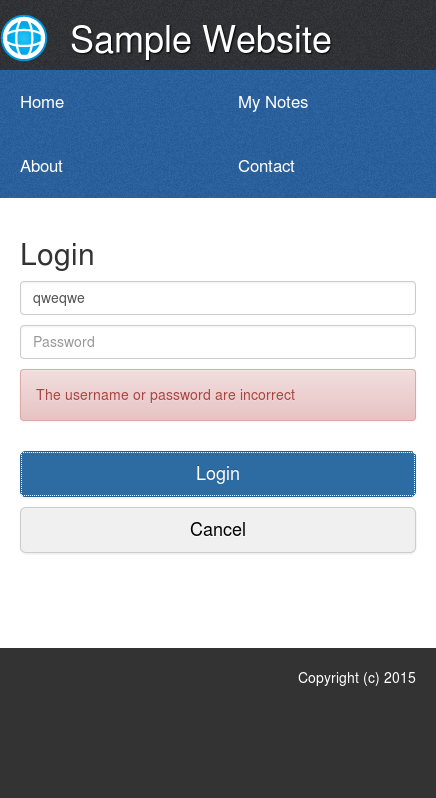 Sample Website
Home My Notes
About Contact
Login
qweqwe
Password
The username or password are incorrect
Login
Cancel
Copyright (c) 2015